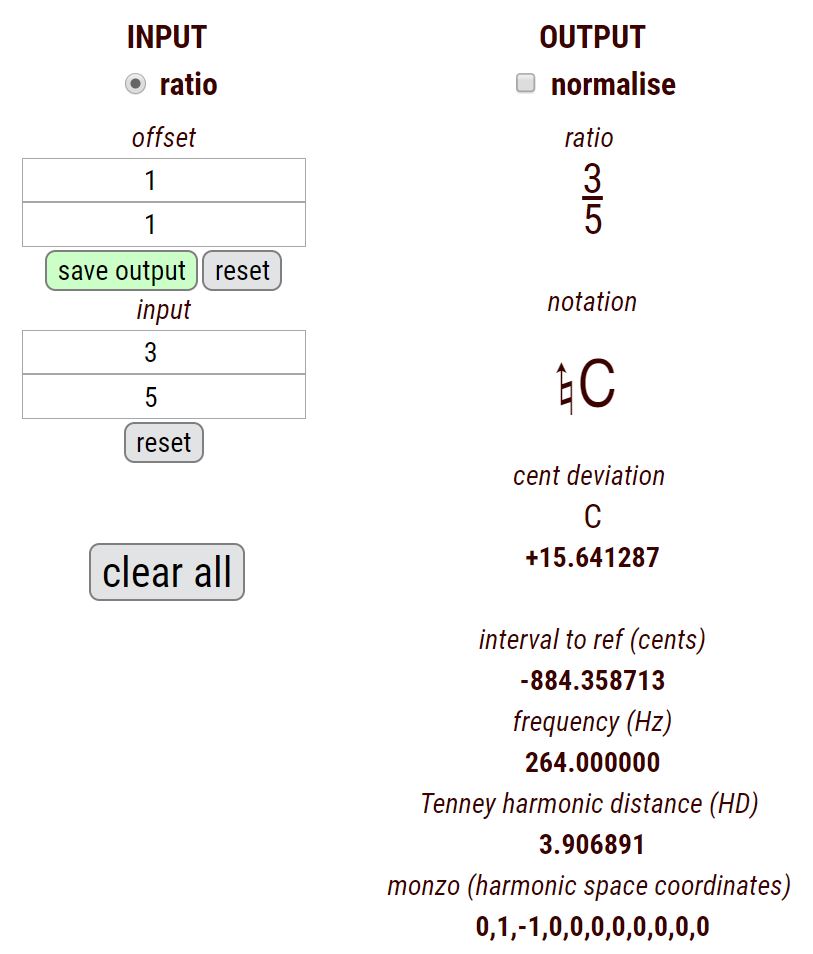 INPUT
ratio
offset
1
1
save output reset
input
3
5
reset
clear all
OUTPUT
normalise
ratio
3
5
notation
♮C
cent deviation
C
+15.641287
interval to ref (cents)
-884.358713
frequency (Hz)
264.000000
Tenney harmonic distance (HD)
3.906891
monzo (harmonic space coordinates)
0,1,-1,0,0,0,0,0,0,0,0